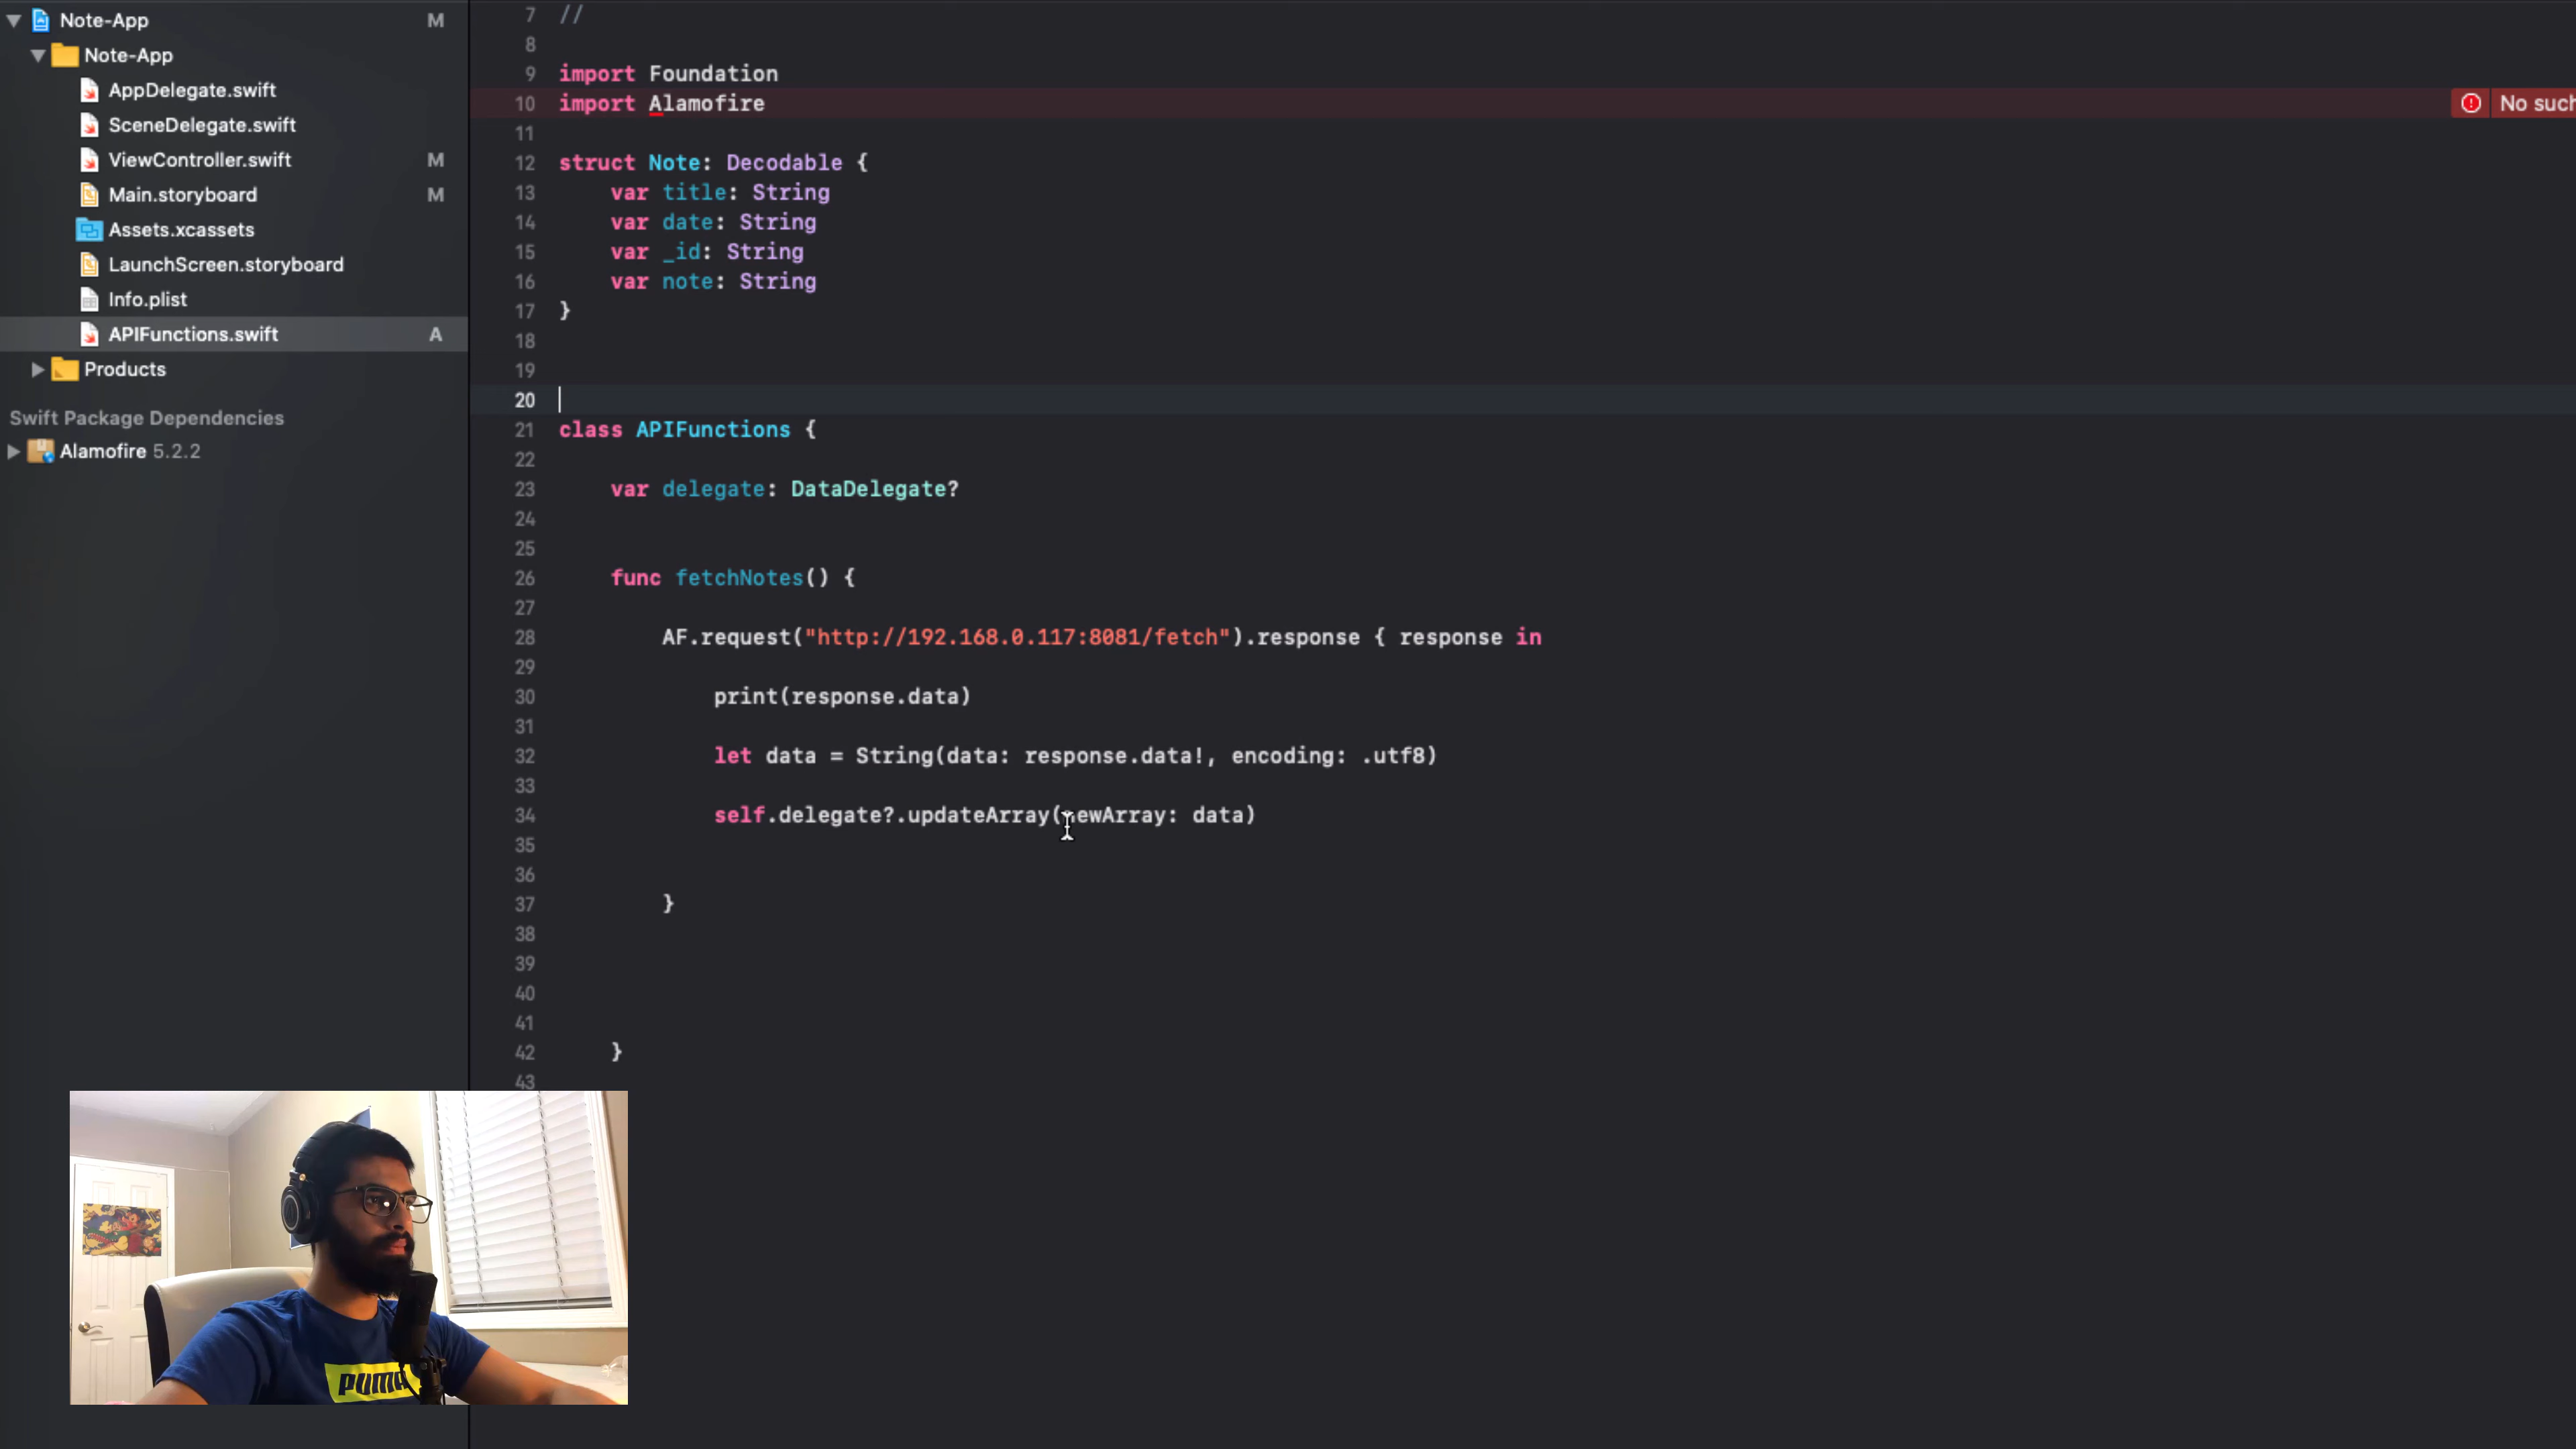 Note-App M
Note-App
AppDelegate.swift
SceneDelegate.swift
ViewController.swift M
Main.storyboard M
Assets.xcassets
LaunchScreen.storyboard
Info.plist
APIFunctions.swift A
Products
Swift Package Dependencies
Alamofire 5.2.2
7 //
8
9 import Foundation
10 import Alamofire No such
11
12 struct Note: Decodable {
13 var title: String
14 var date: String
15 var _id: String
16 var note: String
17 }
18
19
20
21 class APIFunctions {
22
23 var delegate: DataDelegate?
24
25
26 func fetchNotes() {
27
28 AF.request("http://192.168.0.117:8081/fetch").response { response in
29
30 print(response.data)
31
32 let data = String(data: response.data!, encoding: .utf8)
33
34 self.delegate?.updateArray(newArray: data)
35
36
37 }
38
39
40
41
42 }
43
PUMA